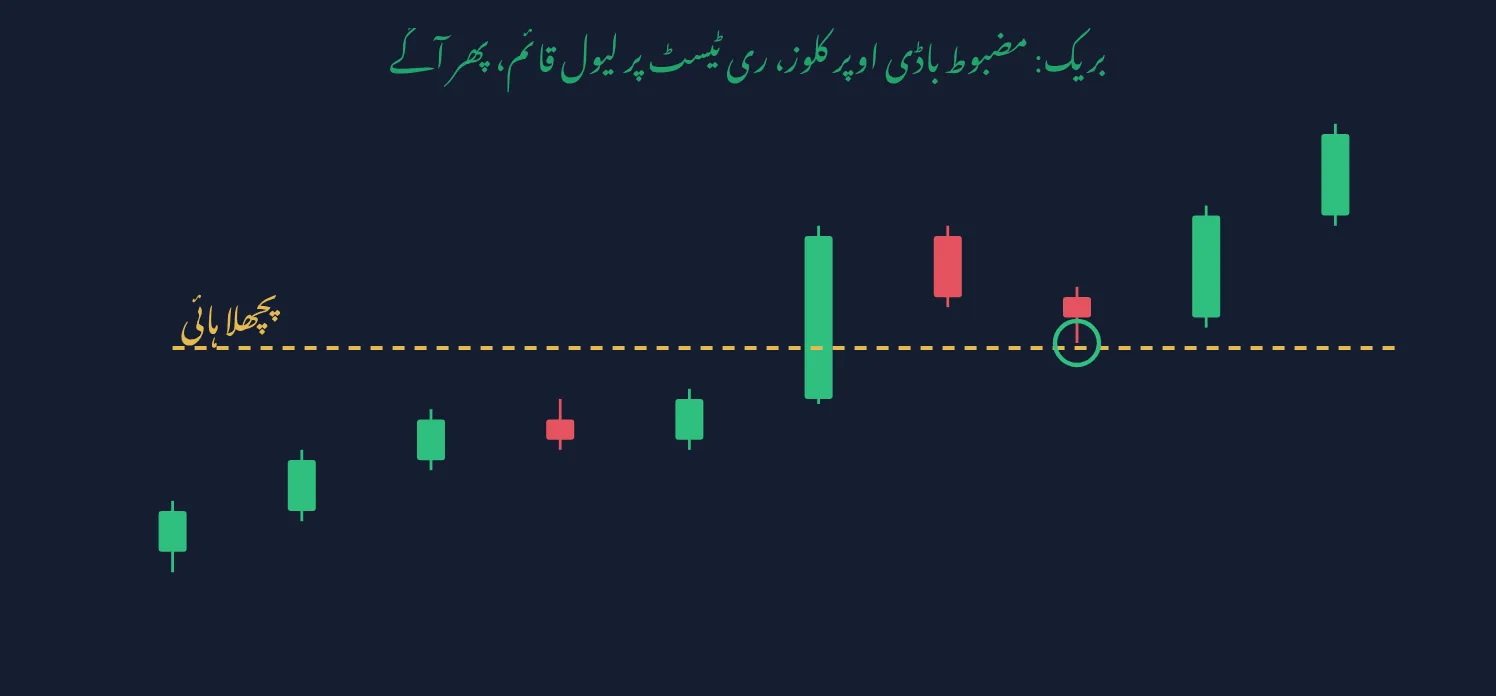 بریک: مضبوط باڈی اوپر کلوز، ری ٹیسٹ پر لیول قائم، پھر آگے
پچھلا ہائی